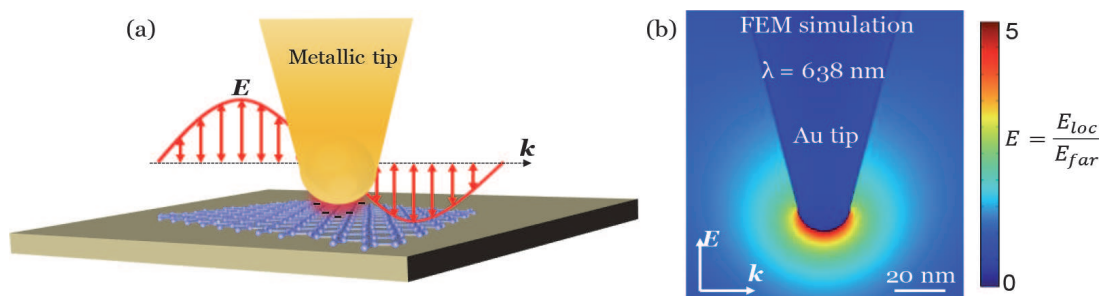 (a)
Metallic tip
E
k
(b)
FEM simulation
λ = 638 nm
Au tip
E
k
20 nm
5
0
E = E_loc / E_far